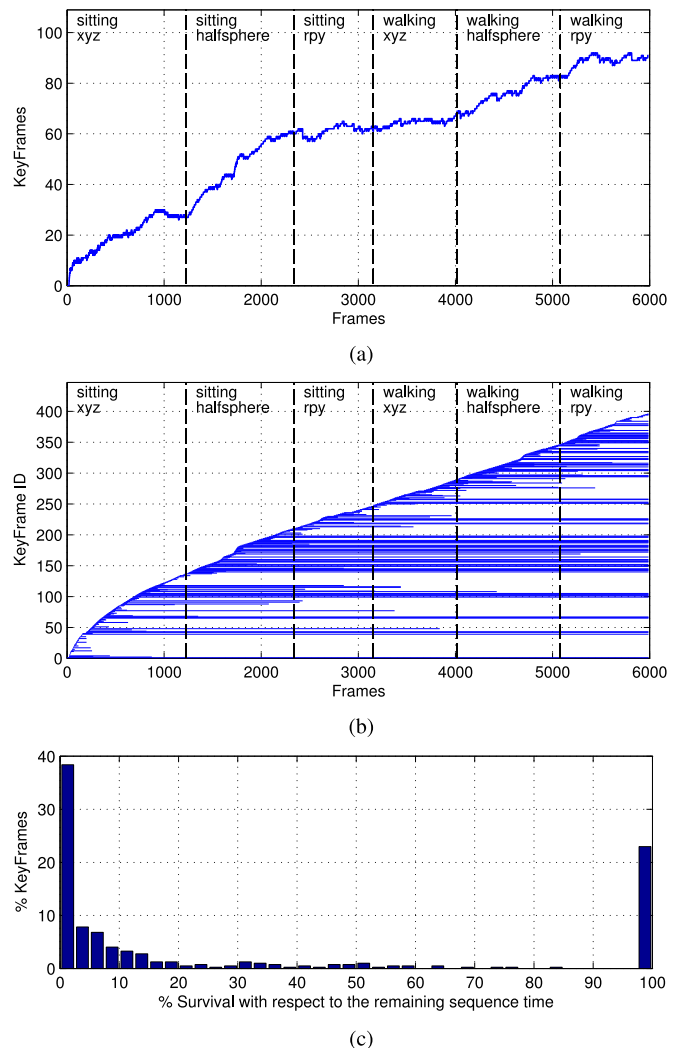 sitting xyz
sitting halfsphere
sitting rpy
walking xyz
walking halfsphere
walking rpy
KeyFrames
100
80
60
40
20
0
0 1000 2000 3000 4000 5000 6000
Frames
(a)
sitting xyz
sitting halfsphere
sitting rpy
walking xyz
walking halfsphere
walking rpy
KeyFrame ID
400
350
300
250
200
150
100
50
0
0 1000 2000 3000 4000 5000 6000
Frames
(b)
% KeyFrames
40
30
20
10
0
0 10 20 30 40 50 60 70 80 90 100
% Survival with respect to the remaining sequence time
(c)